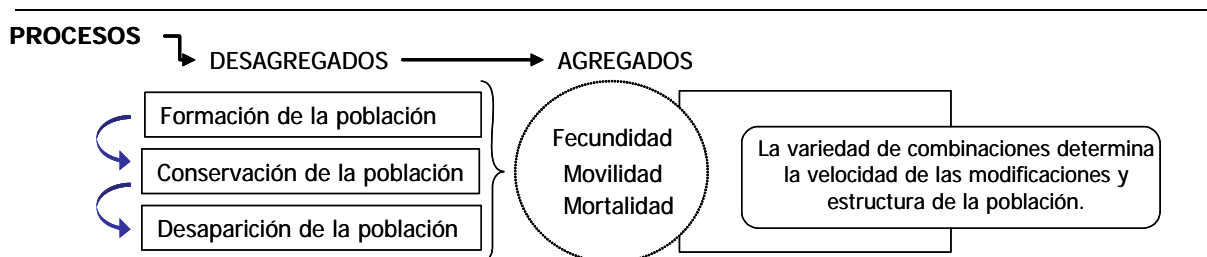 PROCESOS
DESAGREGADOS
AGREGADOS
Formación de la población
Conservación de la población
Desaparición de la población
Fecundidad
Movilidad
Mortalidad
La variedad de combinaciones determina
la velocidad de las modificaciones y
estructura de la población.